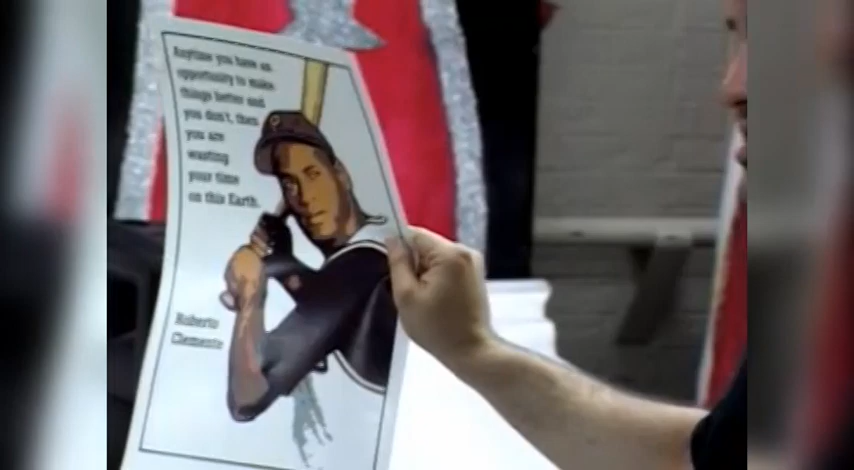 Anytime you have an
opportunity to make
things better and
you don't, then
you are
wasting
your time
on this Earth.
P
Roberto
Clemente